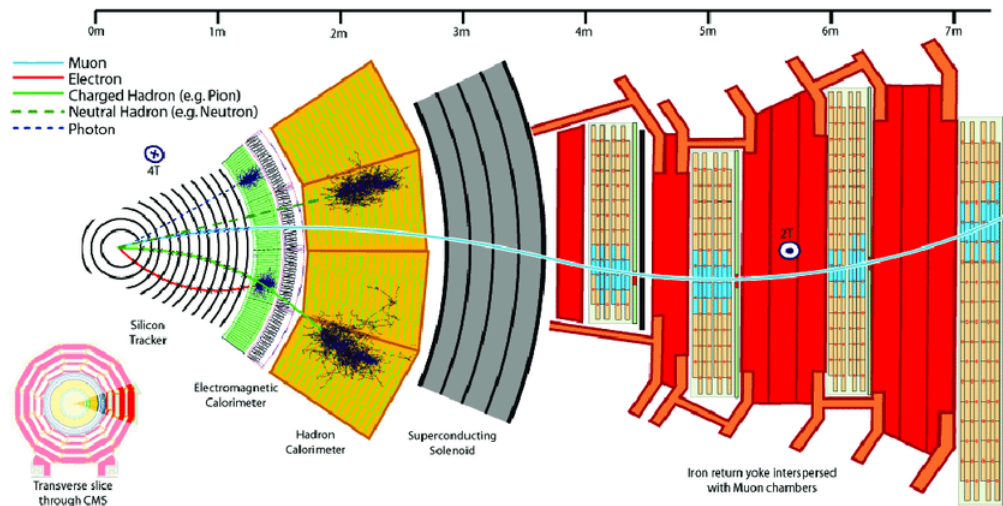 0m 1m 2m 3m 4m 5m 6m 7m
Muon
Electron
Charged Hadron (e.g. Pion)
Neutral Hadron (e.g. Neutron)
Photon
4T
2T
Silicon
Tracker
Electromagnetic
Calorimeter
Hadron
Calorimeter
Superconducting
Solenoid
Iron return yoke interspersed
with Muon chambers
Transverse slice
through CMS